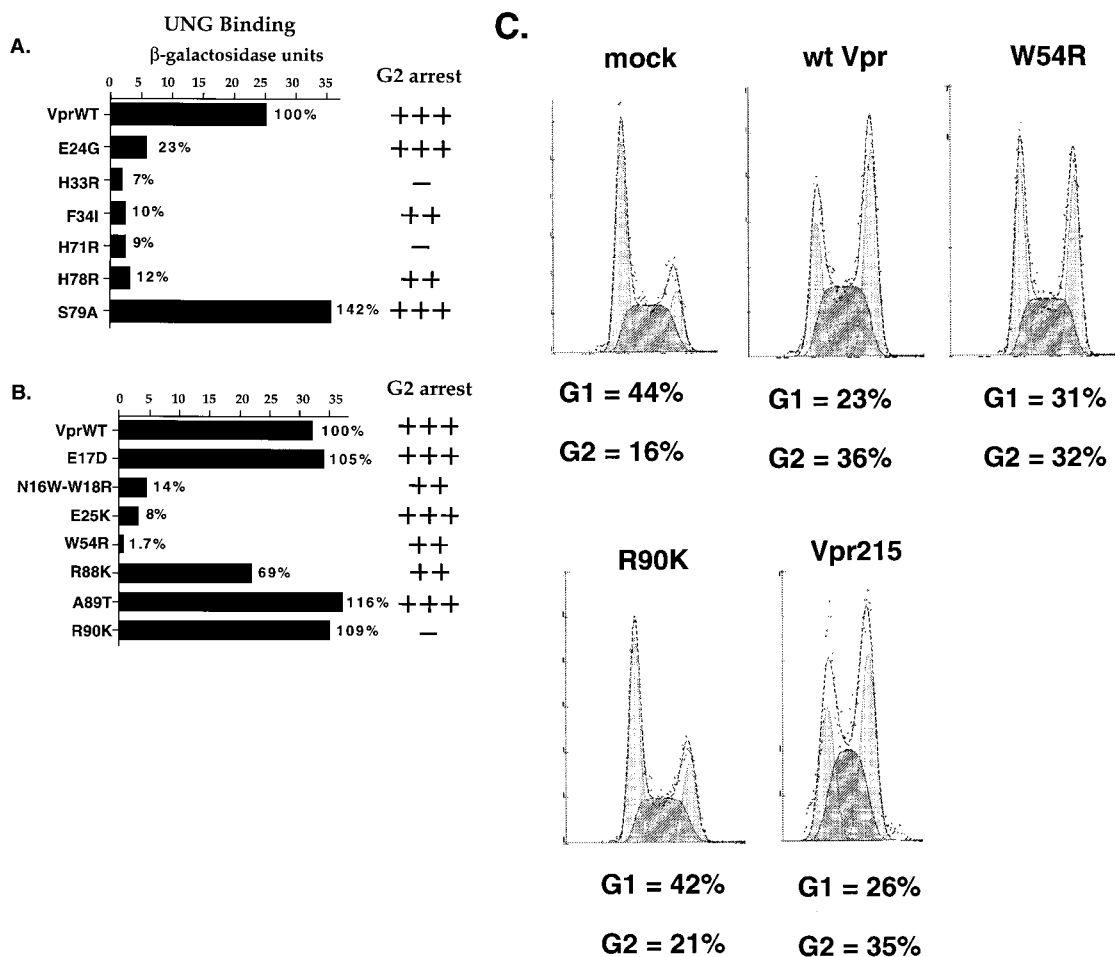 A.
UNG Binding
β-galactosidase units
G2 arrest
0 5 10 15 20 25 30 35
VprWT 100% +++
E24G 23% +++
H33R 7% –
F34I 10% ++
H71R 9% –
H78R 12% ++
S79A 142% +++
B.
G2 arrest
0 5 10 15 20 25 30 35
VprWT 100% +++
E17D 105% +++
N16W-W18R 14% ++
E25K 8% +++
W54R 1.7% ++
R88K 69% ++
A89T 116% +++
R90K 109% –
C.
mock
G1 = 44%
G2 = 16%
wt Vpr
G1 = 23%
G2 = 36%
W54R
G1 = 31%
G2 = 32%
R90K
G1 = 42%
G2 = 21%
Vpr215
G1 = 26%
G2 = 35%